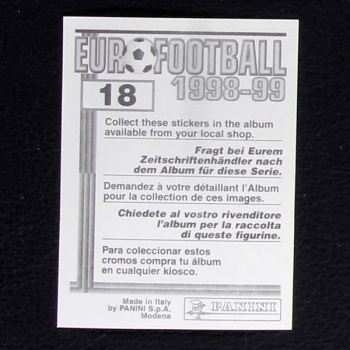 EUROFOOTBALL
1998-99
18
Collect these stickers in the album
available from your local shop.
Fragt bei Eurem
Zeitschriftenhändler nach
dem Album für diese Serie.
Demandez à votre détaillant l'Album
pour la collection de ces images.
Chiedete al vostro rivenditore
l'album per la raccolta
di queste figurine.
Para coleccionar estos
cromos compra tu álbum
en cualquier kiosco.
Made in Italy
by PANINI S.p.A.
Modena
PANINI